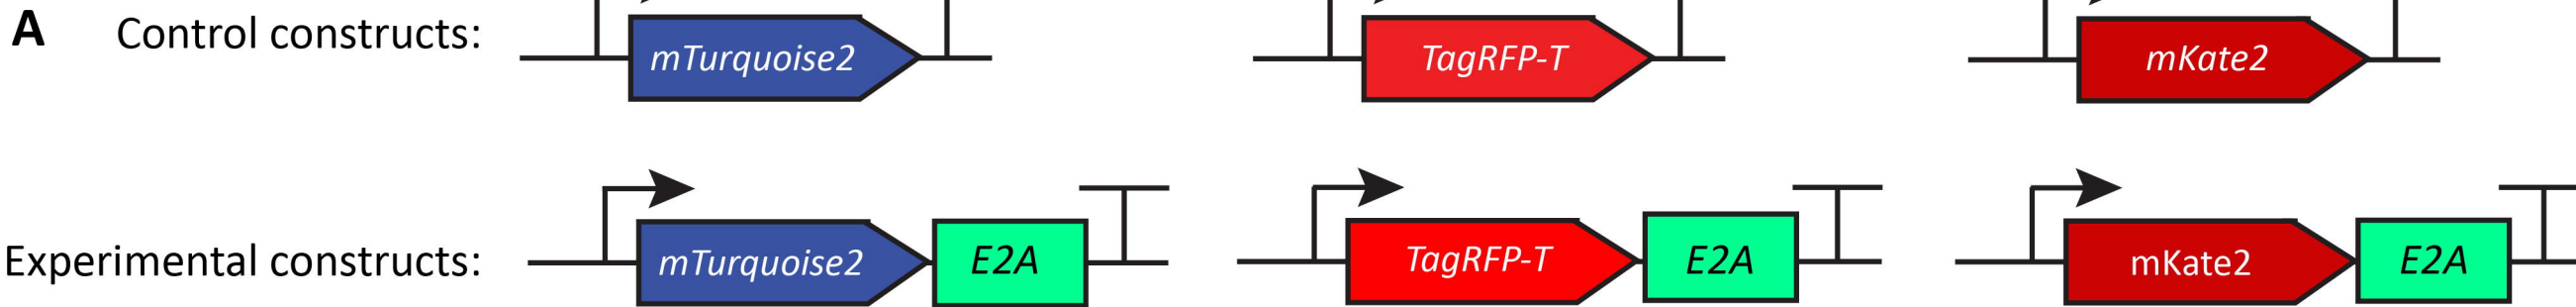 A Control constructs: mTurquoise2 TagRFP-T mKate2
Experimental constructs: mTurquoise2 E2A TagRFP-T E2A mKate2 E2A